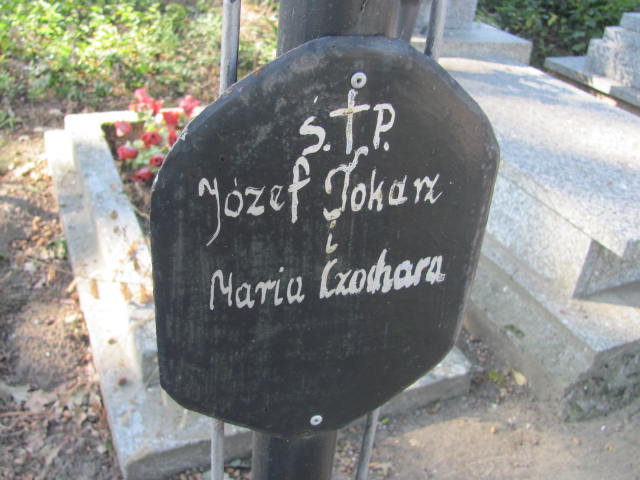 Ś. † P.
Józef Tokarz
i
Maria Czochara